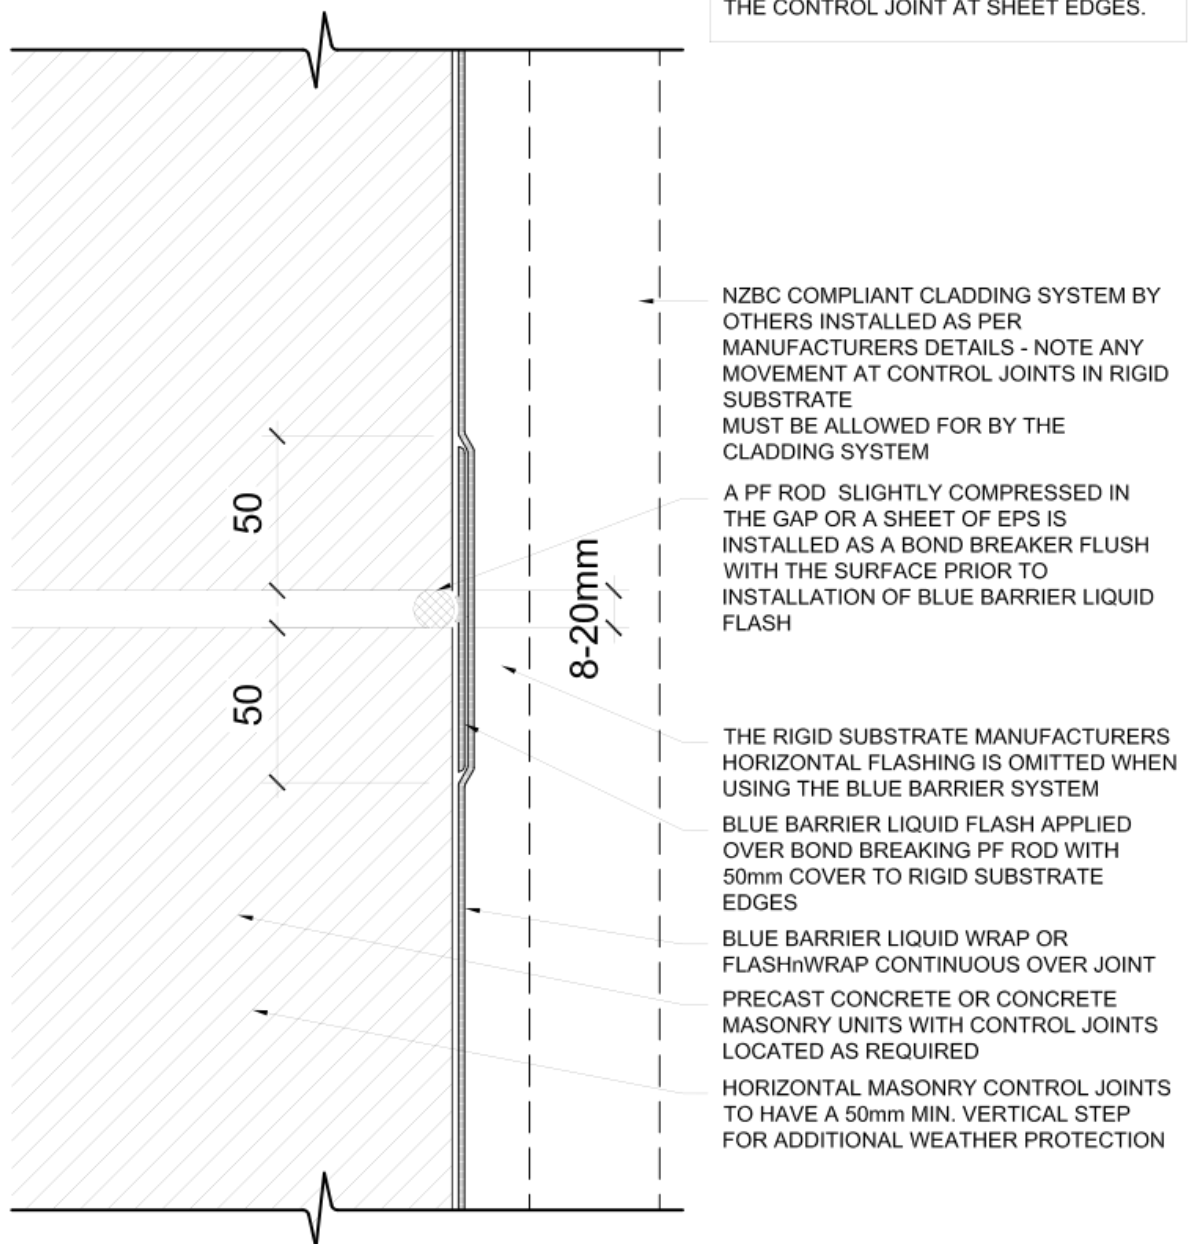 THE CONTROL JOINT AT SHEET EDGES.
NZBC COMPLIANT CLADDING SYSTEM BY
OTHERS INSTALLED AS PER
MANUFACTURERS DETAILS - NOTE ANY
MOVEMENT AT CONTROL JOINTS IN RIGID
SUBSTRATE
MUST BE ALLOWED FOR BY THE
CLADDING SYSTEM
A PF ROD SLIGHTLY COMPRESSED IN
THE GAP OR A SHEET OF EPS IS
INSTALLED AS A BOND BREAKER FLUSH
WITH THE SURFACE PRIOR TO
INSTALLATION OF BLUE BARRIER LIQUID
FLASH
50
8-20mm
50
THE RIGID SUBSTRATE MANUFACTURERS
HORIZONTAL FLASHING IS OMITTED WHEN
USING THE BLUE BARRIER SYSTEM
BLUE BARRIER LIQUID FLASH APPLIED
OVER BOND BREAKING PF ROD WITH
50mm COVER TO RIGID SUBSTRATE
EDGES
BLUE BARRIER LIQUID WRAP OR
FLASHnWRAP CONTINUOUS OVER JOINT
PRECAST CONCRETE OR CONCRETE
MASONRY UNITS WITH CONTROL JOINTS
LOCATED AS REQUIRED
HORIZONTAL MASONRY CONTROL JOINTS
TO HAVE A 50mm MIN. VERTICAL STEP
FOR ADDITIONAL WEATHER PROTECTION